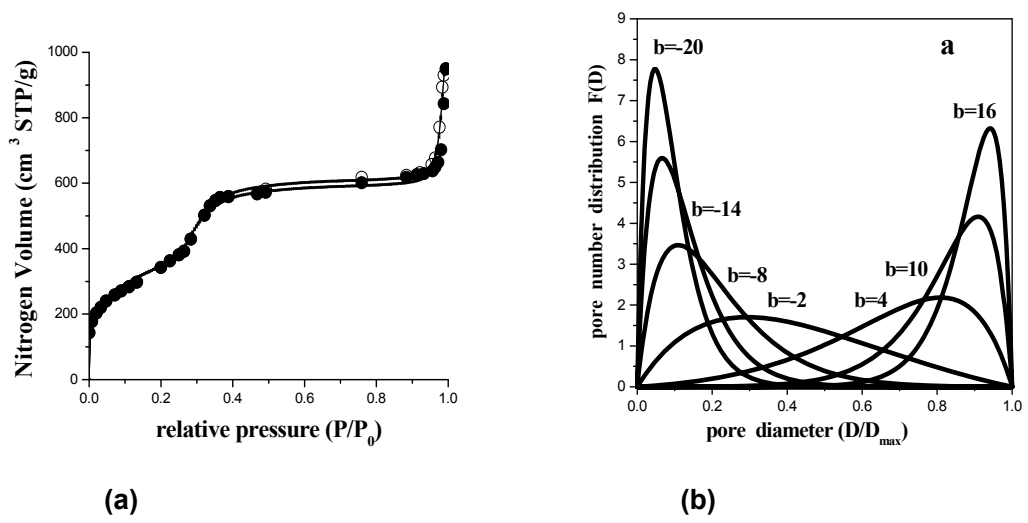 1000
800
600
400
200
0
0.0 0.2 0.4 0.6 0.8 1.0
Nitrogen Volume (cm 3 STP/g)
relative pressure (P/P0)
(a)
9
8
7
6
5
4
3
2
1
0
0.0 0.2 0.4 0.6 0.8 1.0
pore number distribution F(D)
pore diameter (D/Dmax)
a
b=-20
b=16
b=-14
b=-8
b=10
b=-2
b=4
(b)